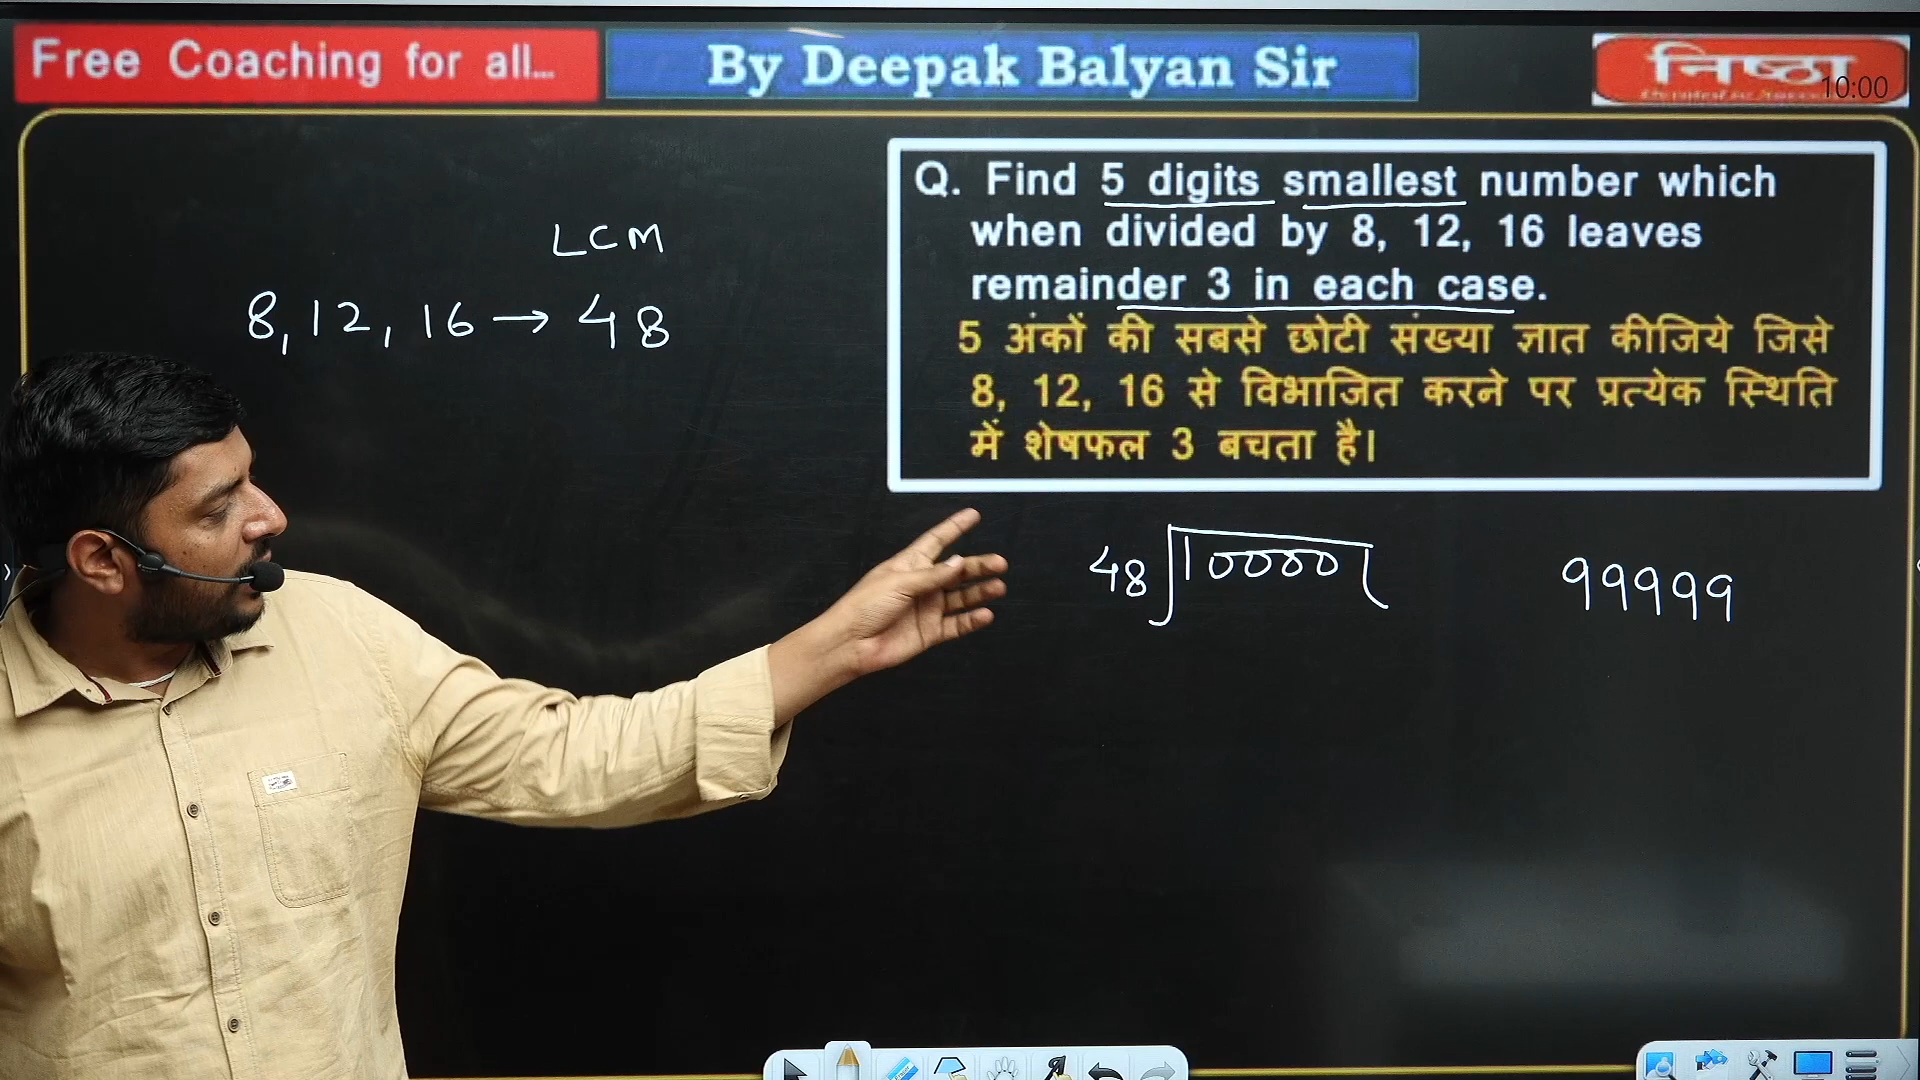 Free Coaching for all...
By Deepak Balyan Sir
निष्ठा
10:00
Q. Find 5 digits smallest number which
when divided by 8, 12, 16 leaves
remainder 3 in each case.
5 अंकों की सबसे छोटी संख्या ज्ञात कीजिये जिसे
8, 12, 16 से विभाजित करने पर प्रत्येक स्थिति
में शेषफल 3 बचता है।
LCM
8, 12, 16 → 48
48 10000
99999